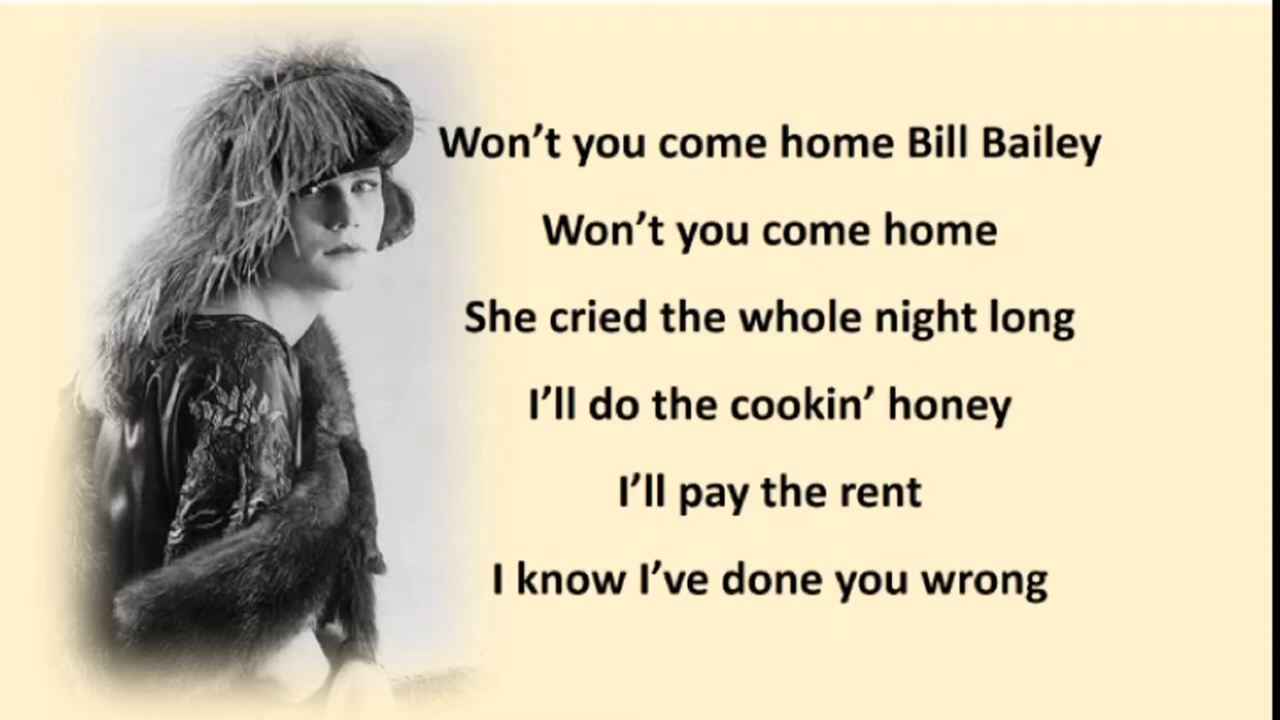 Won’t you come home Bill Bailey
Won’t you come home
She cried the whole night long
I’ll do the cookin’ honey
I’ll pay the rent
I know I’ve done you wrong